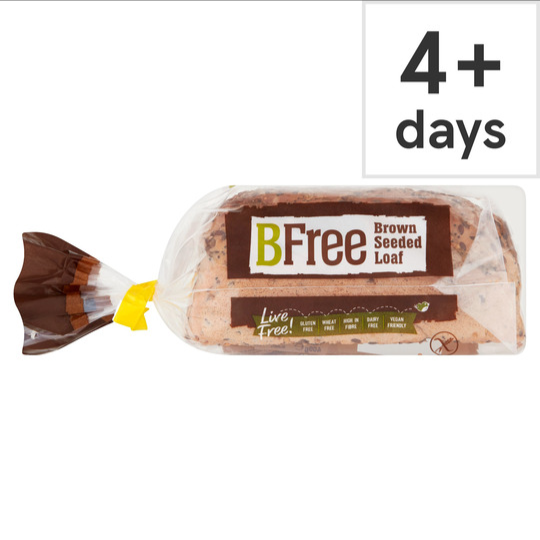 4+
days
BFree
Brown
Seeded
Loaf
Live
Free!
GLUTEN
FREE
WHEAT
FREE
HIGH IN
FIBRE
DAIRY
FREE
VEGAN
FRIENDLY